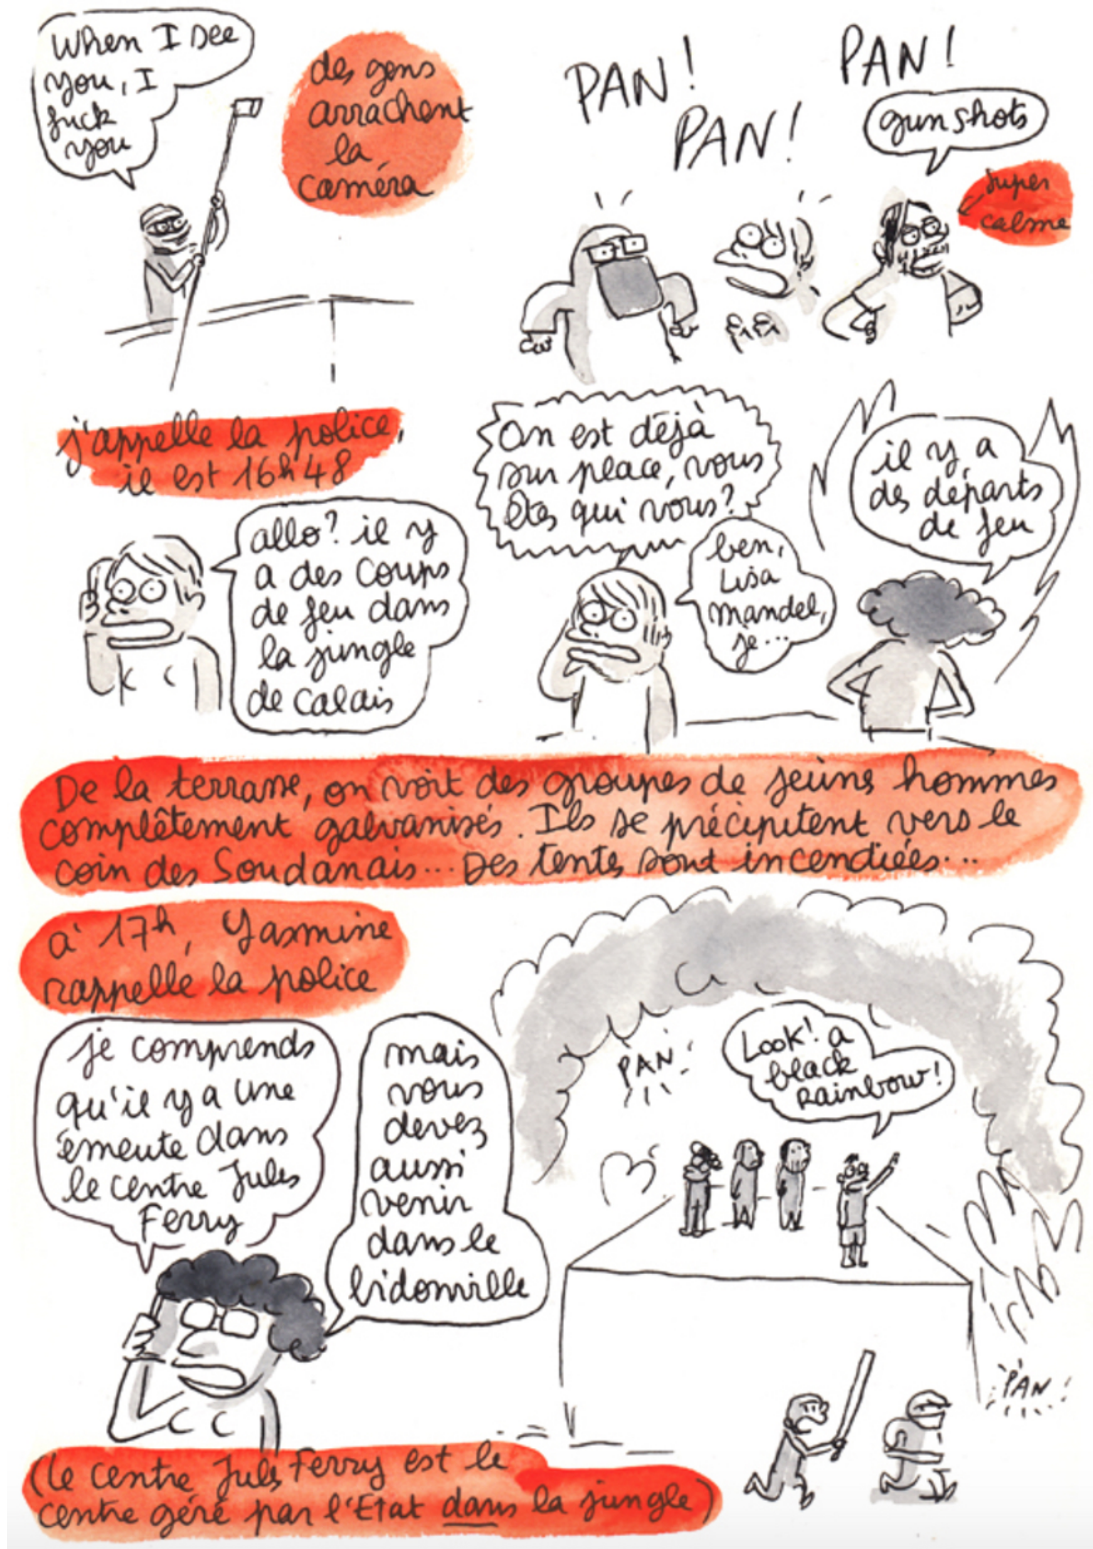 When I see
you, I
fuck
you
des gens
arrachent
la
caméra
PAN!
PAN!
PAN!
gunshots
super
calme
j'appelle la police,
il est 16h48
allo? il y
a des coups
de feu dans
la jungle
de Calais
On est déjà
sur place, vous
êtes qui vous?
ben,
Lisa
Mandel,
je...
il y a
des départs
de feu
De la terrasse, on voit des groupes de jeunes hommes
complêtement galvanisés. Ils se précipitent vers le
coin des Soudanais... Des tentes sont incendiées...
à 17h, Yasmine
rappelle la police
je comprends
qu'il y a une
émeute dans
le centre Jules
Ferry
mais
vous
devez
aussi
venir
dans le
bidonville
PAN!
Look! a
black
rainbow!
PAN!
(le centre Jules Ferry est le
centre géré par l'Etat dans la jungle)